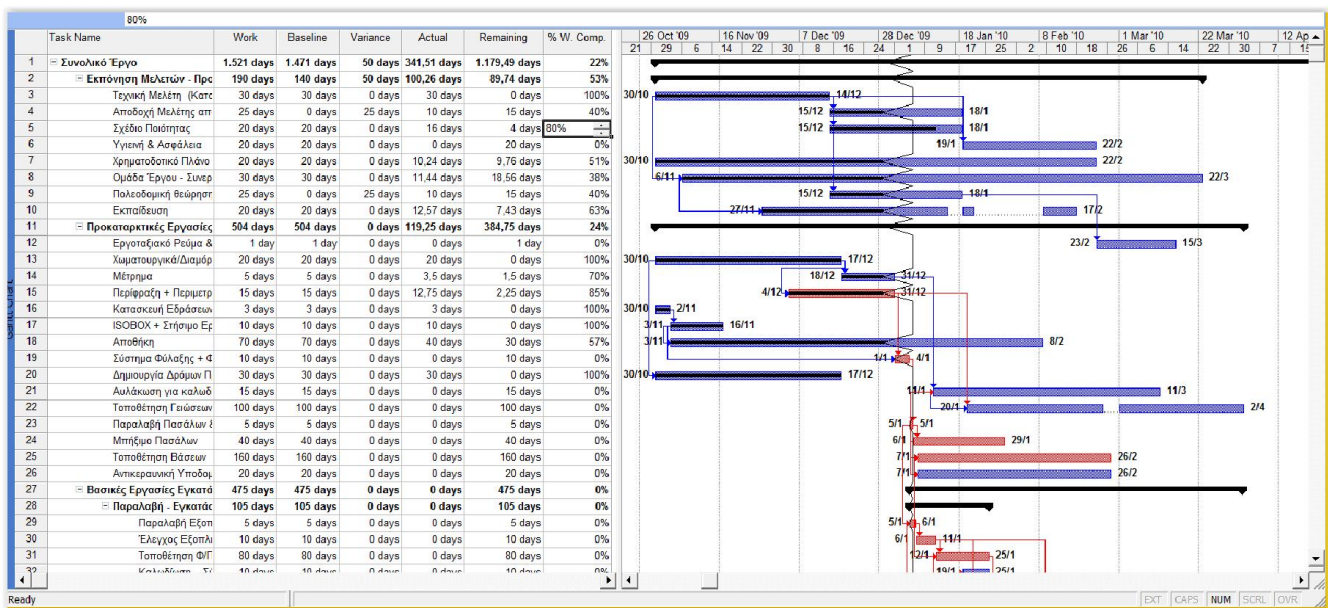 80%
Task Name Work Baseline Variance Actual Remaining % W. Comp.
26 Oct '09 16 Nov '09 7 Dec '09 28 Dec '09 18 Jan '10 8 Feb '10 1 Mar '10 22 Mar '10 12 Ap
21 29 6 14 22 30 8 16 24 1 9 17 25 2 10 18 26 6 14 22 30 7 15
1 Συνολικό Έργο 1.521 days 1.471 days 50 days 341,51 days 1.179,49 days 22%
2 Εκπόνηση Μελετών - Προ 190 days 140 days 50 days 100,26 days 89,74 days 53%
3 Τεχνική Μελέτη (Κατα 30 days 30 days 0 days 30 days 0 days 100% 30/10 14/12
4 Αποδοχή Μελέτης απ 25 days 0 days 25 days 10 days 15 days 40% 15/12 18/1
5 Σχέδιο Ποιότητας 20 days 20 days 0 days 16 days 4 days 80% 15/12 18/1
6 Υγιεινή & Ασφάλεια 20 days 20 days 0 days 0 days 20 days 0% 19/1 22/2
7 Χρηματοδοτικό Πλάνο 20 days 20 days 0 days 10,24 days 9,76 days 51% 30/10 22/2
8 Ομάδα Έργου - Συνερ 30 days 30 days 0 days 11,44 days 18,56 days 38% 6/11 22/3
9 Πολεοδομική θεώρηση 25 days 0 days 25 days 10 days 15 days 40% 15/12 18/1
10 Εκπαίδευση 20 days 20 days 0 days 12,57 days 7,43 days 63% 27/11 17/2
11 Προκαταρκτικές Εργασίες 504 days 504 days 0 days 119,25 days 384,75 days 24%
12 Εργοταξιακό Ρεύμα & 1 day 1 day 0 days 0 days 1 day 0% 23/2 15/3
13 Χωματουργικά/Διαμόρ 20 days 20 days 0 days 20 days 0 days 100% 30/10 17/12
14 Μέτρημα 5 days 5 days 0 days 3,5 days 1,5 days 70% 18/12 31/12
15 Περίφραξη + Περιμετρ 15 days 15 days 0 days 12,75 days 2,25 days 85% 4/12 31/12
16 Κατασκευή Εδράσεων 3 days 3 days 0 days 3 days 0 days 100% 30/10 2/11
17 ISOBOX + Στήσιμο Ερ 10 days 10 days 0 days 10 days 0 days 100% 3/11 16/11
18 Αποθήκη 70 days 70 days 0 days 40 days 30 days 57% 3/11 8/2
19 Σύστημα Φύλαξης + Φ 10 days 10 days 0 days 0 days 10 days 0% 1/1 4/1
20 Δημιουργία Δρόμων Π 30 days 30 days 0 days 30 days 0 days 100% 30/10 17/12
21 Αυλάκωση για καλωδ 15 days 15 days 0 days 0 days 15 days 0% 11/1 11/3
22 Τοποθέτηση Γειώσεων 100 days 100 days 0 days 0 days 100 days 0% 20/1 2/4
23 Παραλαβή Πασάλων & 5 days 5 days 0 days 0 days 5 days 0% 5/1 5/1
24 Μπήξιμο Πασάλων 40 days 40 days 0 days 0 days 40 days 0% 6/1 29/1
25 Τοποθέτηση Βάσεων 160 days 160 days 0 days 0 days 160 days 0% 7/1 26/2
26 Αντικεραυνική Υποδομ 20 days 20 days 0 days 0 days 20 days 0% 7/1 26/2
27 Βασικές Εργασίες Εγκατά 475 days 475 days 0 days 0 days 475 days 0%
28 Παραλαβή - Εγκατάσ 105 days 105 days 0 days 0 days 105 days 0%
29 Παραλαβή Εξοπ 5 days 5 days 0 days 0 days 5 days 0% 5/1 6/1
30 Έλεγχος Εξοπλι 10 days 10 days 0 days 0 days 10 days 0% 6/1 11/1
31 Τοποθέτηση Φ/Π 80 days 80 days 0 days 0 days 80 days 0% 12/1 25/1
32 10 days 10 days 0 days 0 days 10 days 0% 19/1 25/1
Ready EXT CAPS NUM SCRL OVR